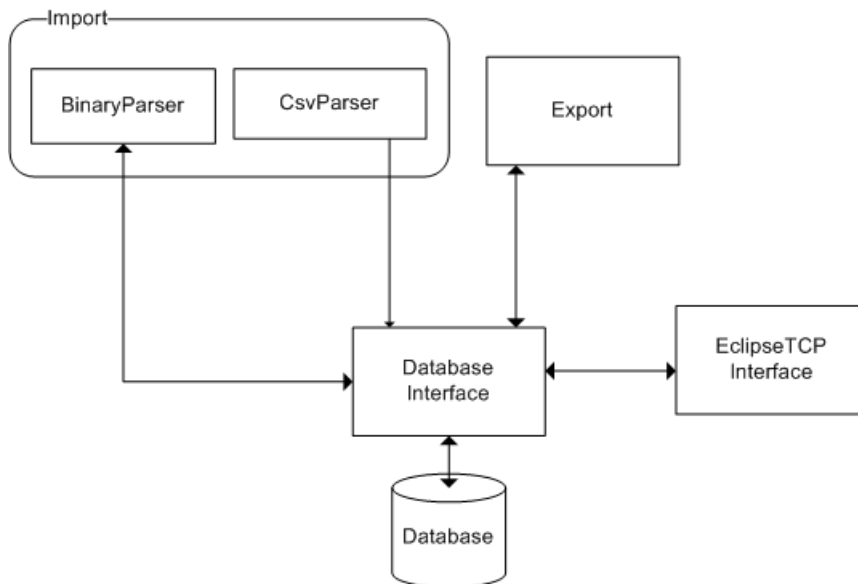 Import
BinaryParser
CsvParser
Export
Database
Interface
EclipseTCP
Interface
Database